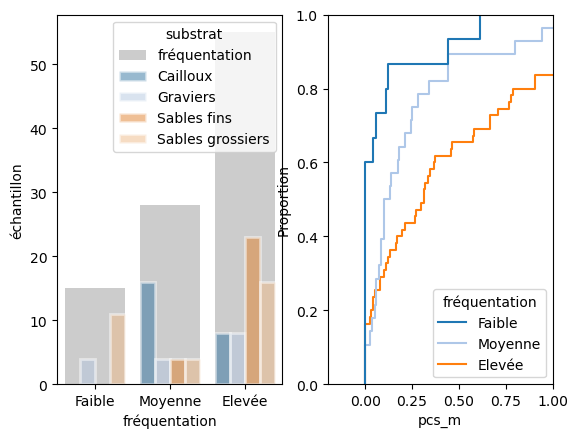 substrat
fréquentation
Cailloux
Graviers
Sables fins
Sables grossiers
50
40
30
20
10
0
échantillon
Faible
Moyenne
Elevée
fréquentation
1.0
0.8
0.6
0.4
0.2
0.0
Proportion
fréquentation
Faible
Moyenne
Elevée
0.00
0.25
0.50
0.75
1.00
pcs_m